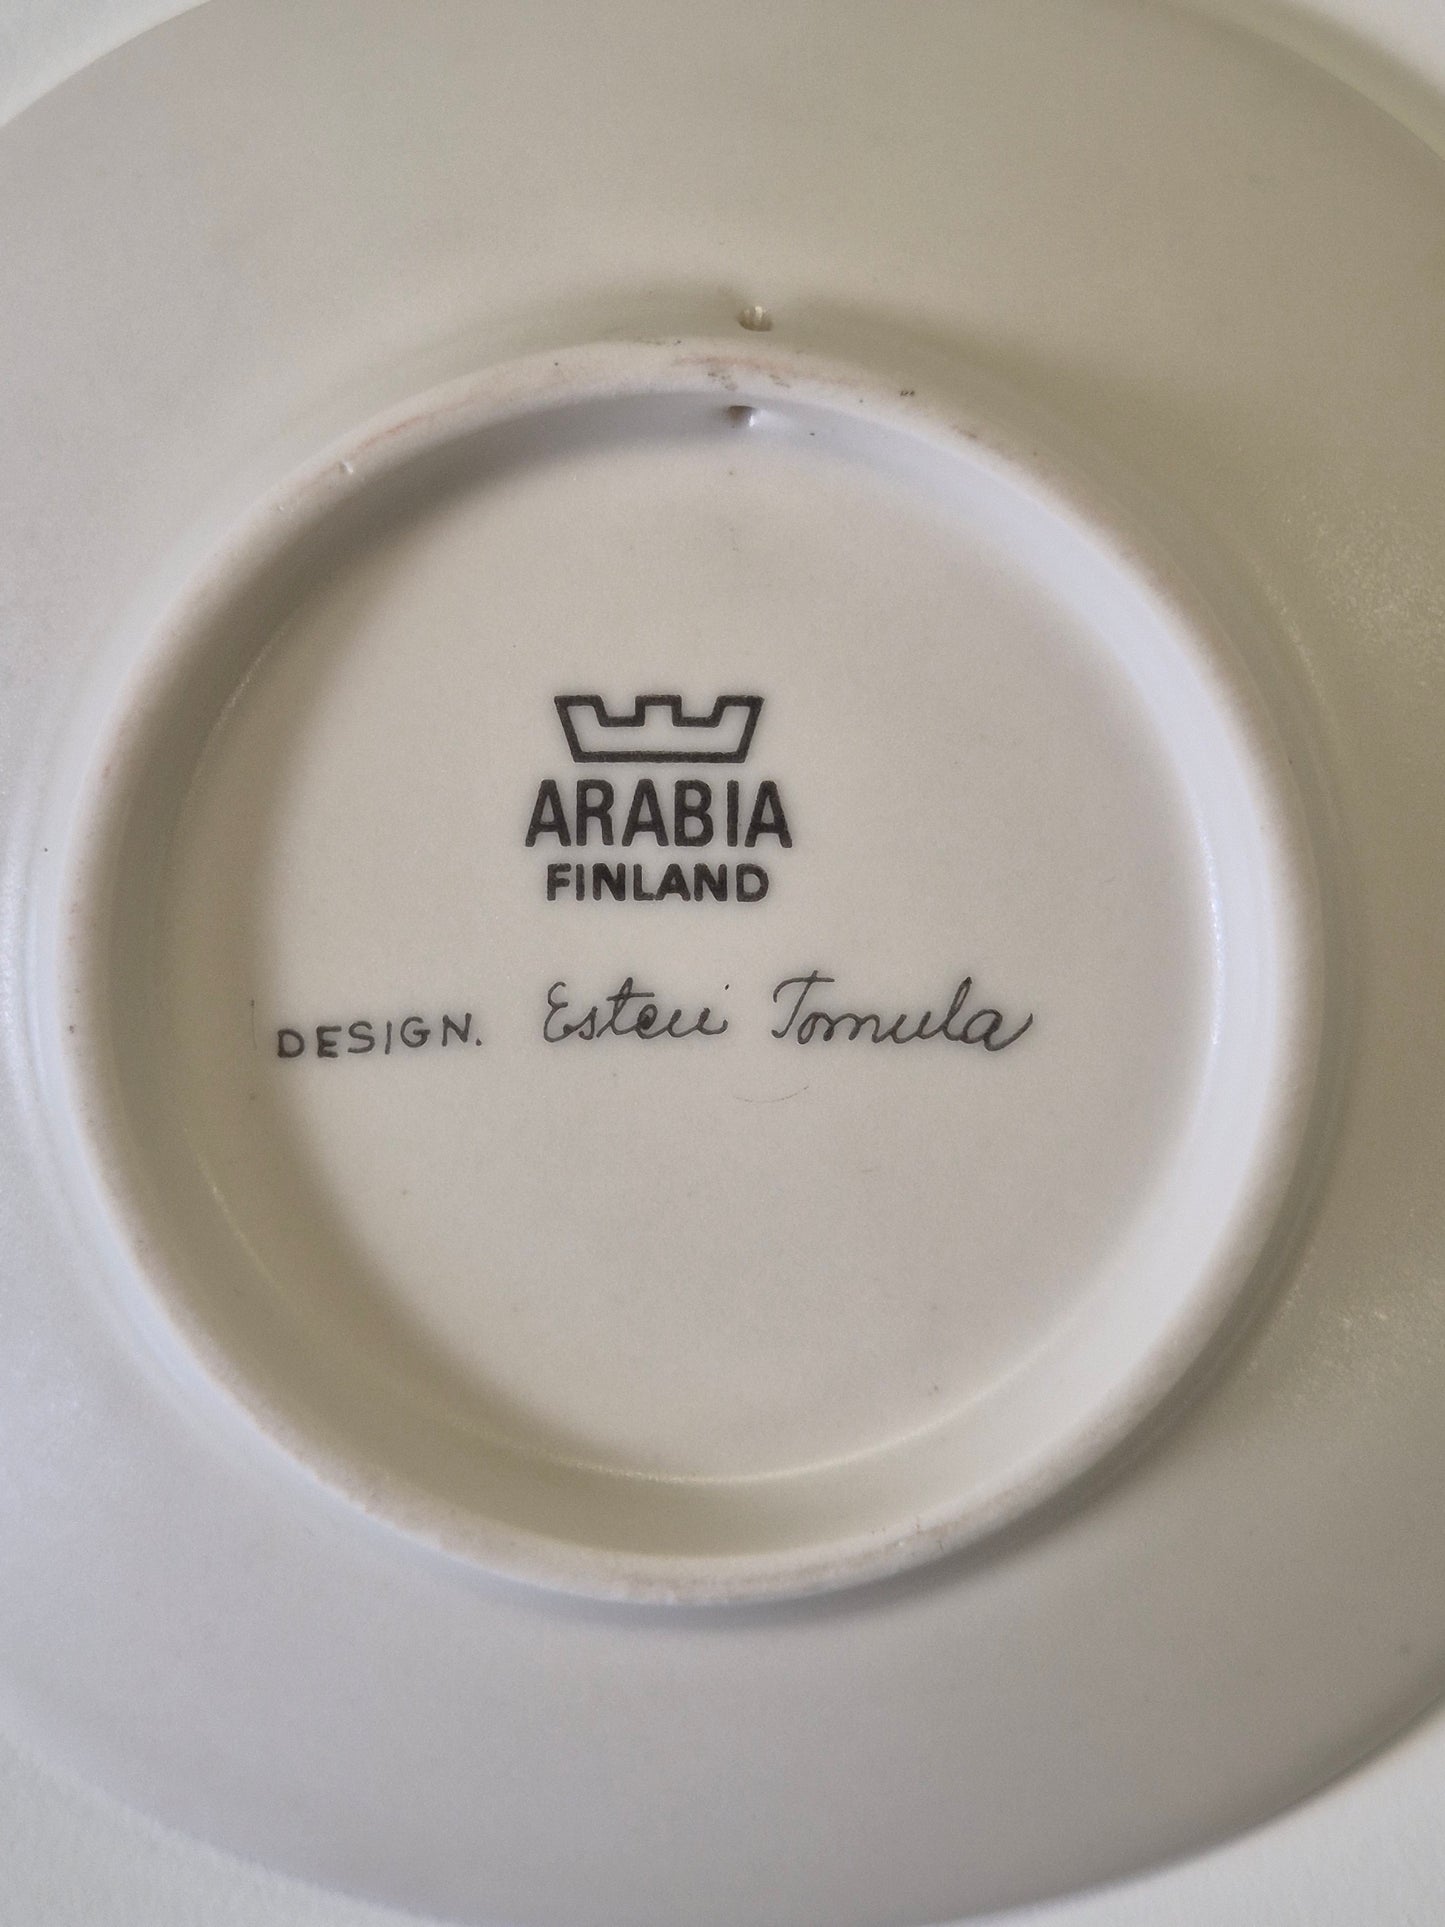 ARABIA
FINLAND
DESIGN. Esteri Tomula